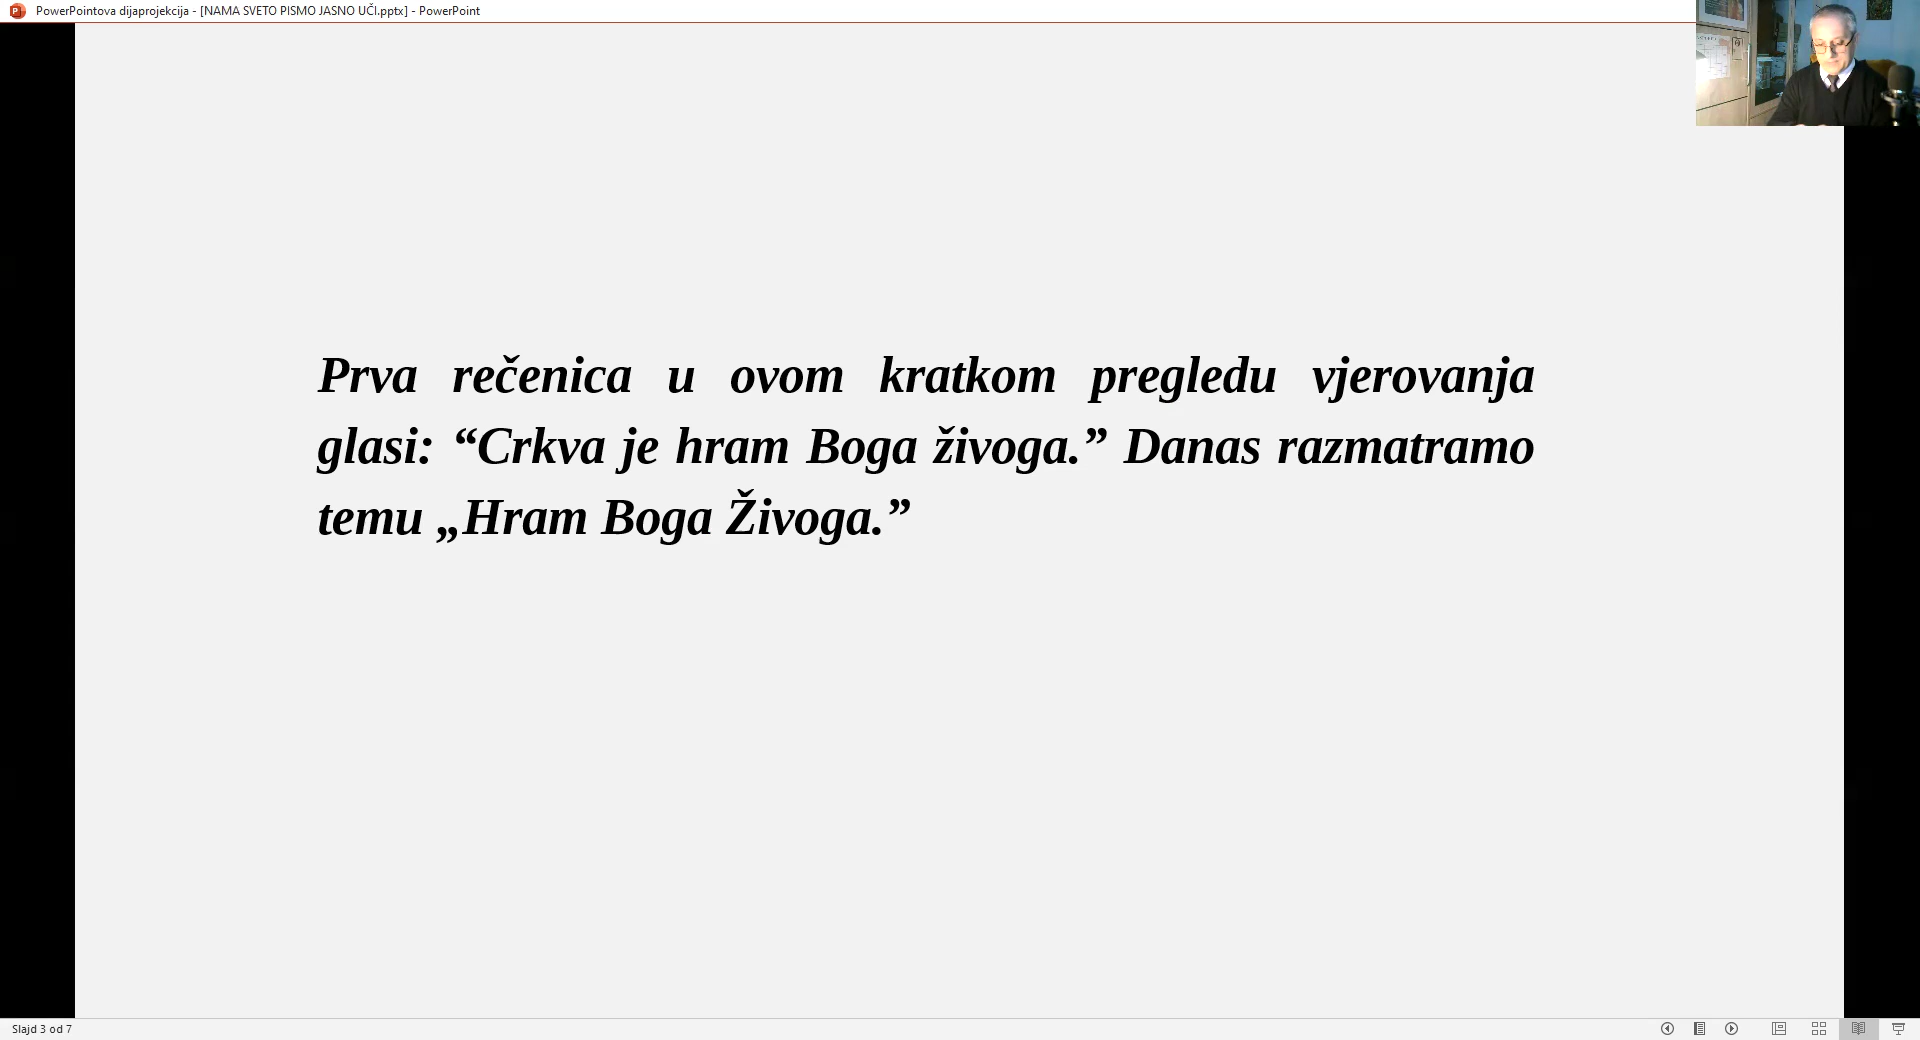 PowerPointova dijaprojekcija - [NAMA SVETO PISMO JASNO UČI.pptx] - PowerPoint
Prva rečenica u ovom kratkom pregledu vjerovanja
glasi: “Crkva je hram Boga živoga.” Danas razmatramo
temu „Hram Boga Živoga.”
Slajd 3 od 7